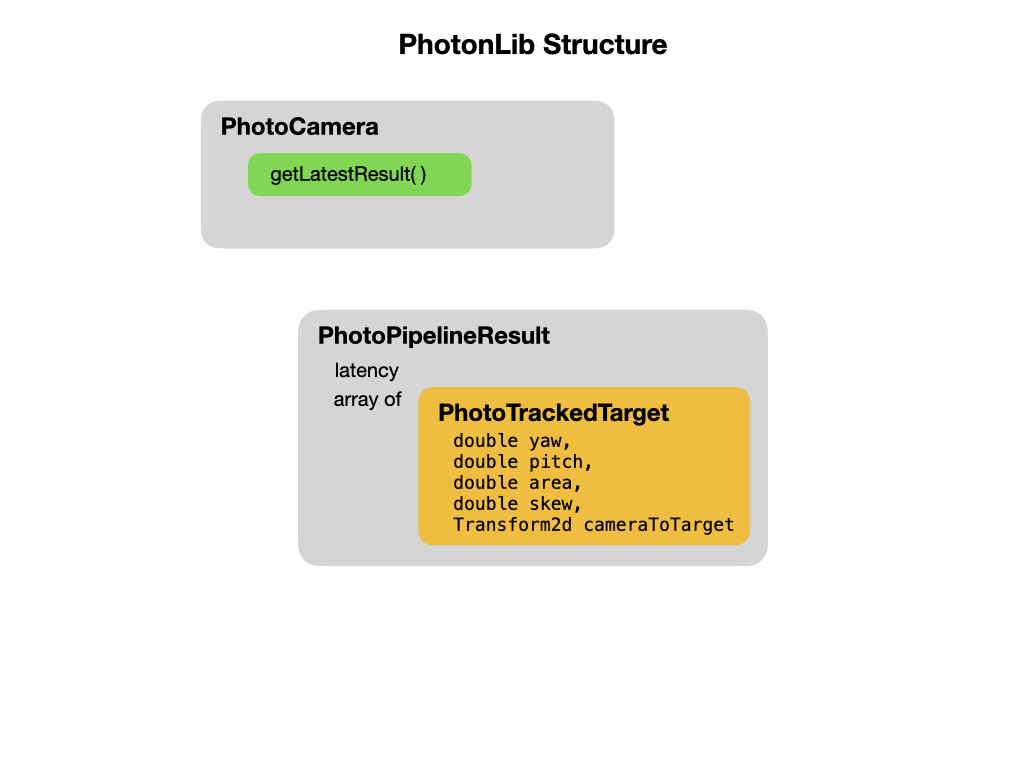 PhotonLib Structure
PhotoCamera
getLatestResult( )
PhotoPipelineResult
latency
array of
PhotoTrackedTarget
double yaw,
double pitch,
double area,
double skew,
Transform2d cameraToTarget